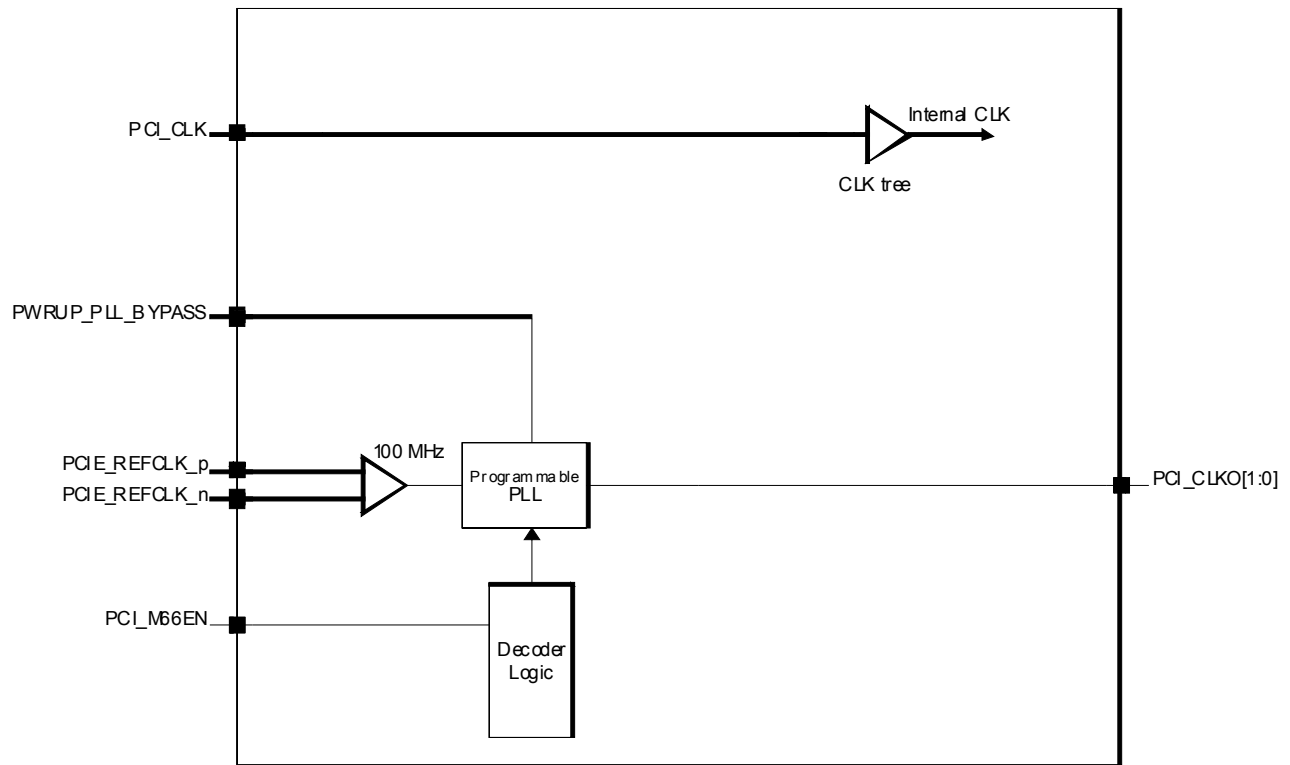 PCI_CLK
Internal CLK
CLK tree
PWRUP_PLL_BYPASS
100 MHz
PCIE_REFCLK_p
PCIE_REFCLK_n
Programmable
PLL
PCI_CLKO[1:0]
PCI_M66EN
Decoder
Logic